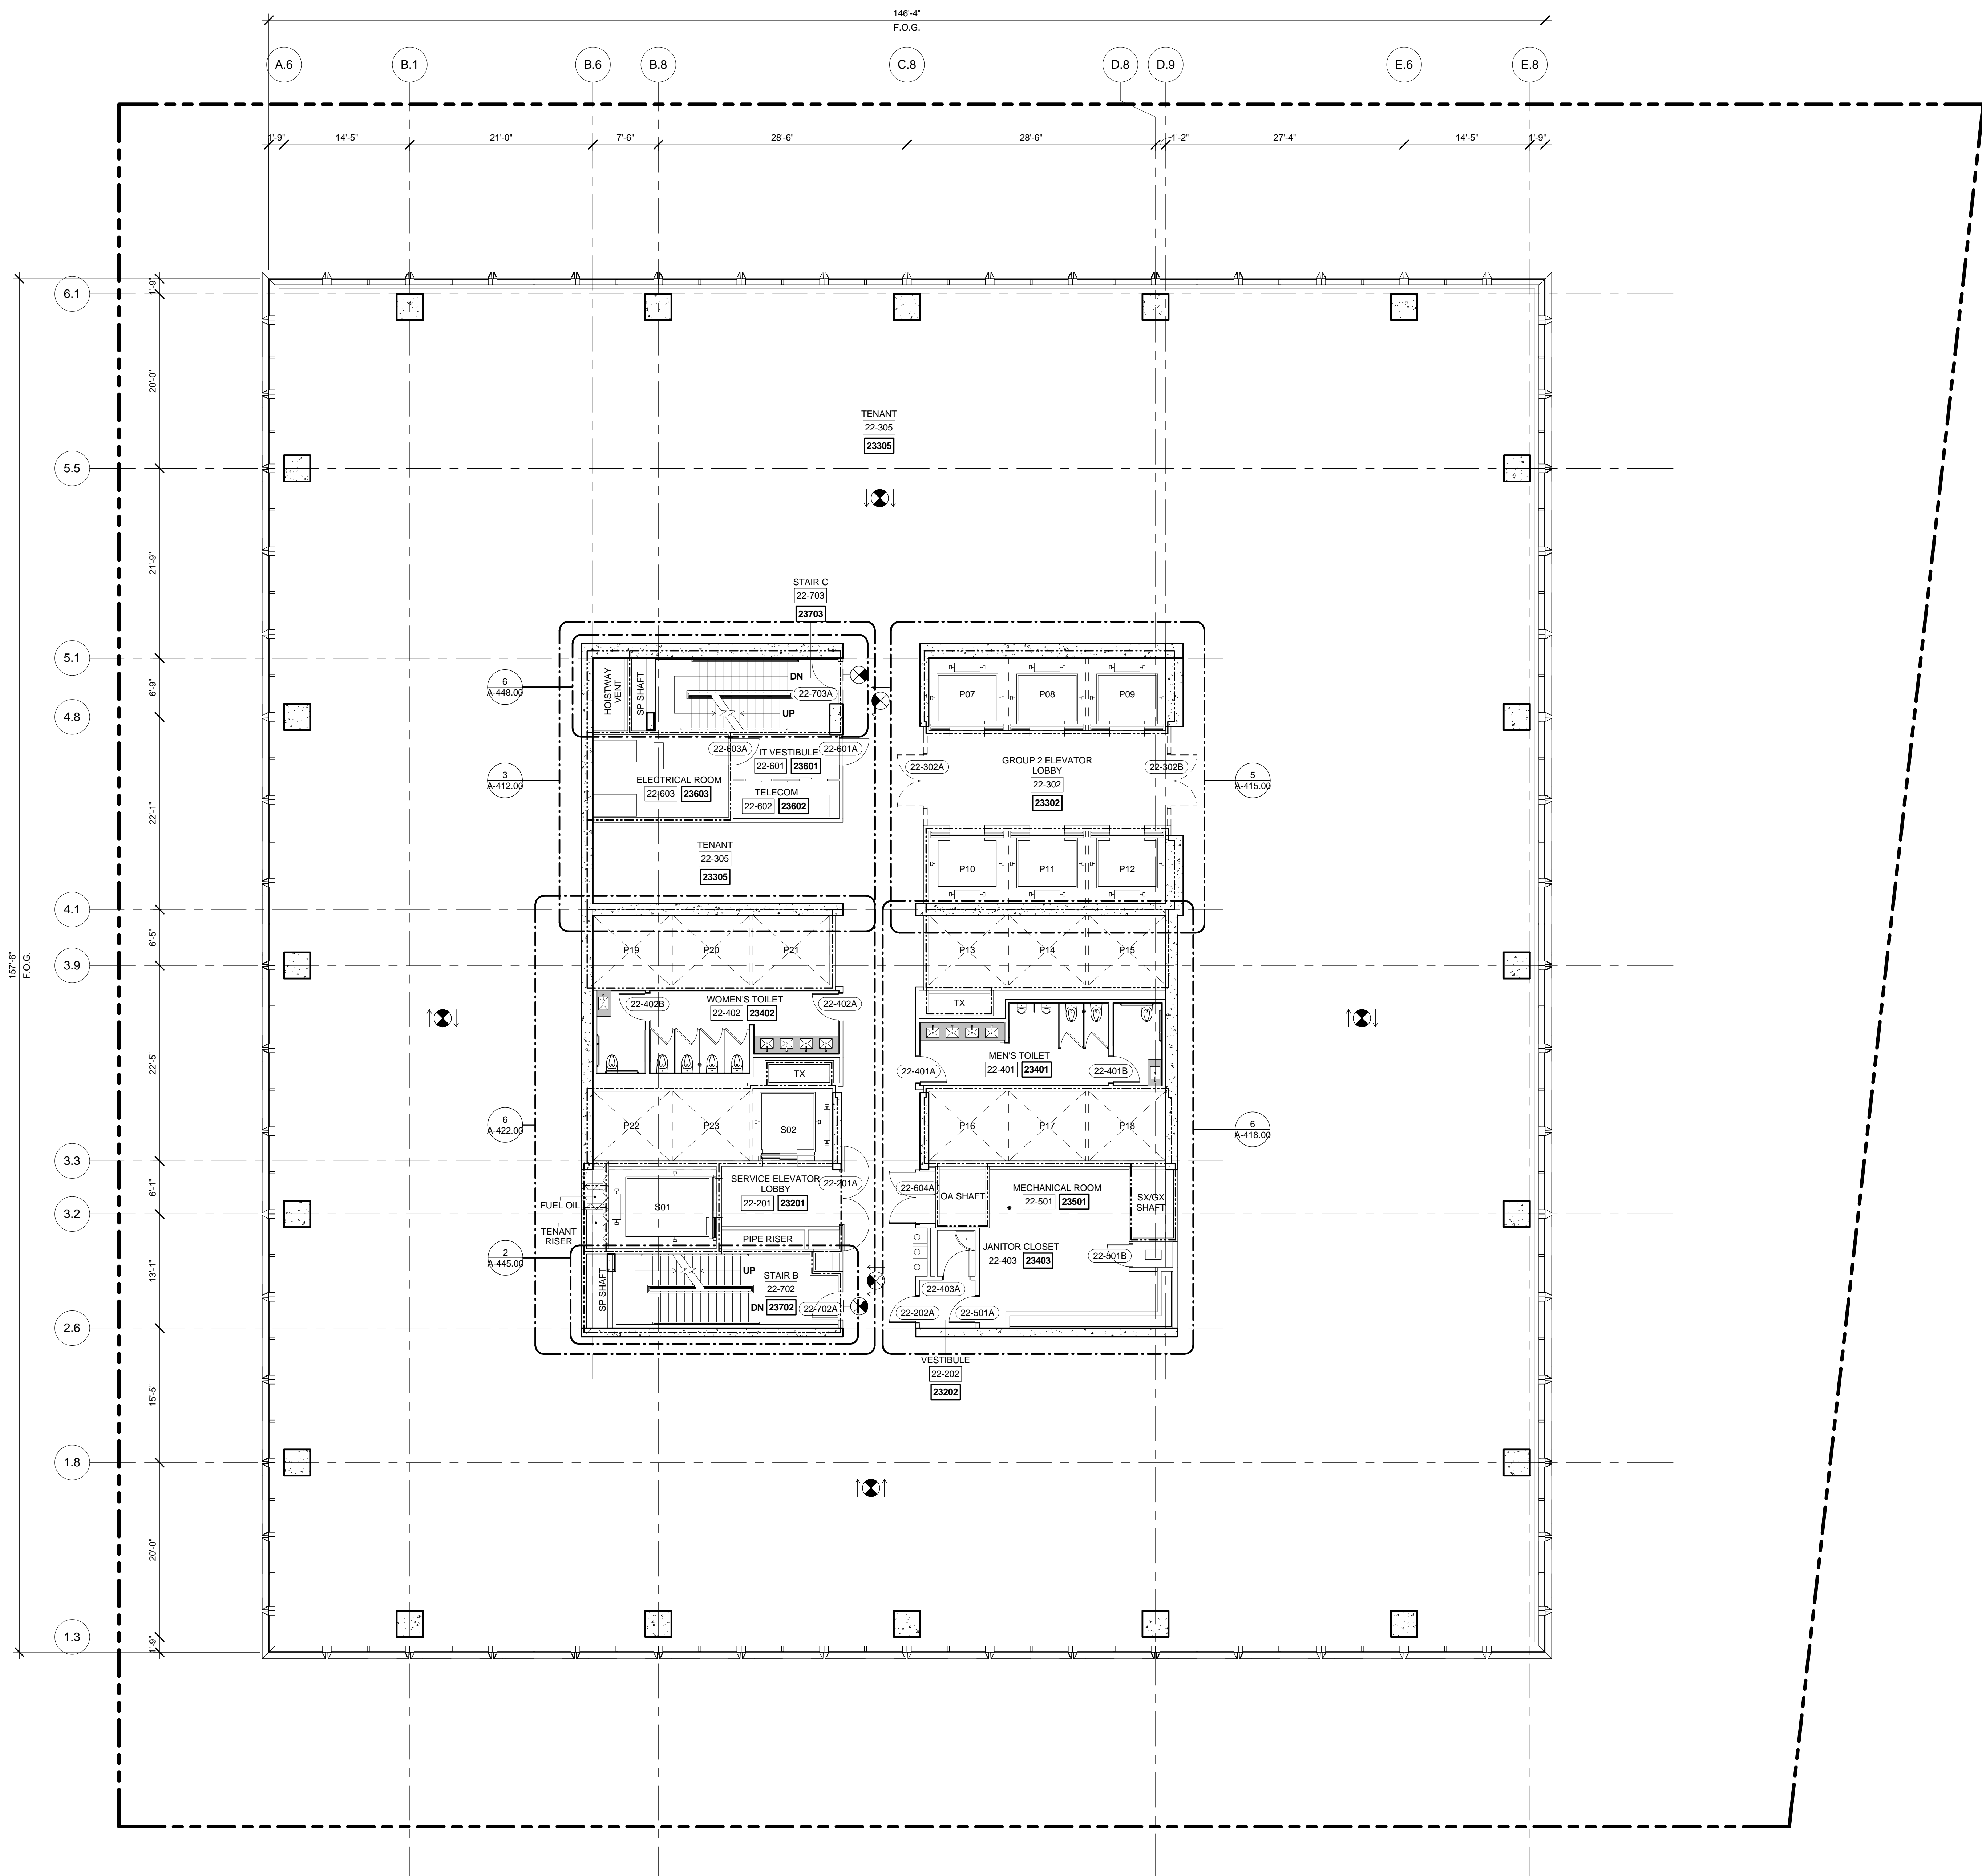 146'-4"
F.O.G.
A.6 B.1 B.6 B.8 C.8 D.8 D.9 E.6 E.8
1'-9" 14'-5" 21'-0" 7'-6" 28'-6" 28'-6" 1'-2" 27'-4" 14'-5" 1'-9"
6.1
1'-9"
20'-0"
TENANT
22-305
23305
5.5
21'-9"
STAIR C
22-703
23703
5.1
6'-9"
HOISTWAY
VENT
SP SHAFT
DN
22-703A
UP
6
A-448.00
P07 P08 P09
4.8
22-603A
IT VESTIBULE
22-601 23601
22-601A
22-302A
GROUP 2 ELEVATOR
LOBBY
22-302
23302
22-302B
3
A-412.00
5
A-415.00
ELECTRICAL ROOM
22-603 23603
TELECOM
22-602 23602
22'-1"
TENANT
22-305
23305
P10 P11 P12
4.1
6'-5"
P19 P20 P21
P13 P14 P15
157'-6"
F.O.G.
3.9
22-402B
WOMEN'S TOILET
22-402 23402
22-402A
TX
22'-5"
TX
22-401A
MEN'S TOILET
22-401 23401
22-401B
6
A-422.00
P22 P23 S02
P16 P17 P18
6
A-418.00
3.3
6'-1"
FUEL OIL
TENANT
RISER
S01
SERVICE ELEVATOR
LOBBY
22-201 23201
22-201A
PIPE RISER
22-604A
OA SHAFT
MECHANICAL ROOM
22-501 23501
SX/GX
SHAFT
3.2
13'-1"
2
A-445.00
SP SHAFT
UP
STAIR B
22-702
DN 23702
22-702A
JANITOR CLOSET
22-403 23403
22-501B
22-403A
22-202A
22-501A
2.6
VESTIBULE
22-202
23202
15'-5"
1.8
20'-0"
1.3
1'-9"